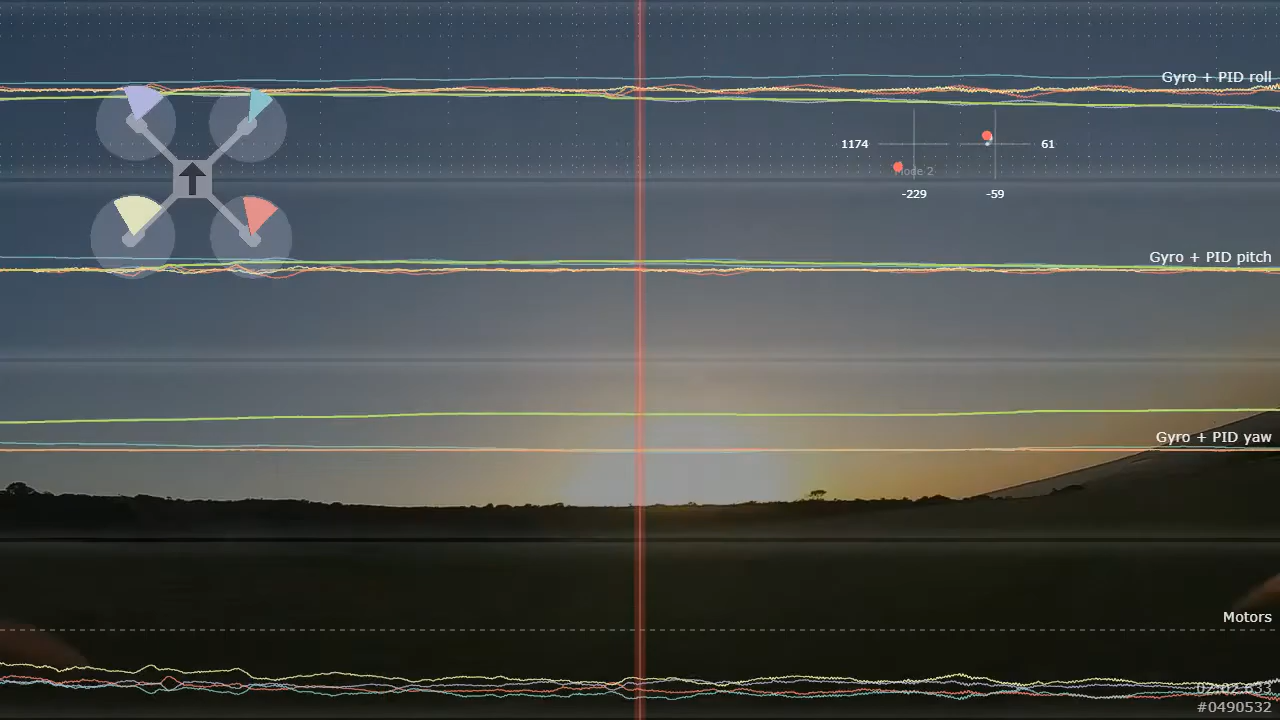 Gyro + PID roll
1174
61
Mode 2
-229
-59
Gyro + PID pitch
Gyro + PID yaw
Motors
02:02.633
#0490532